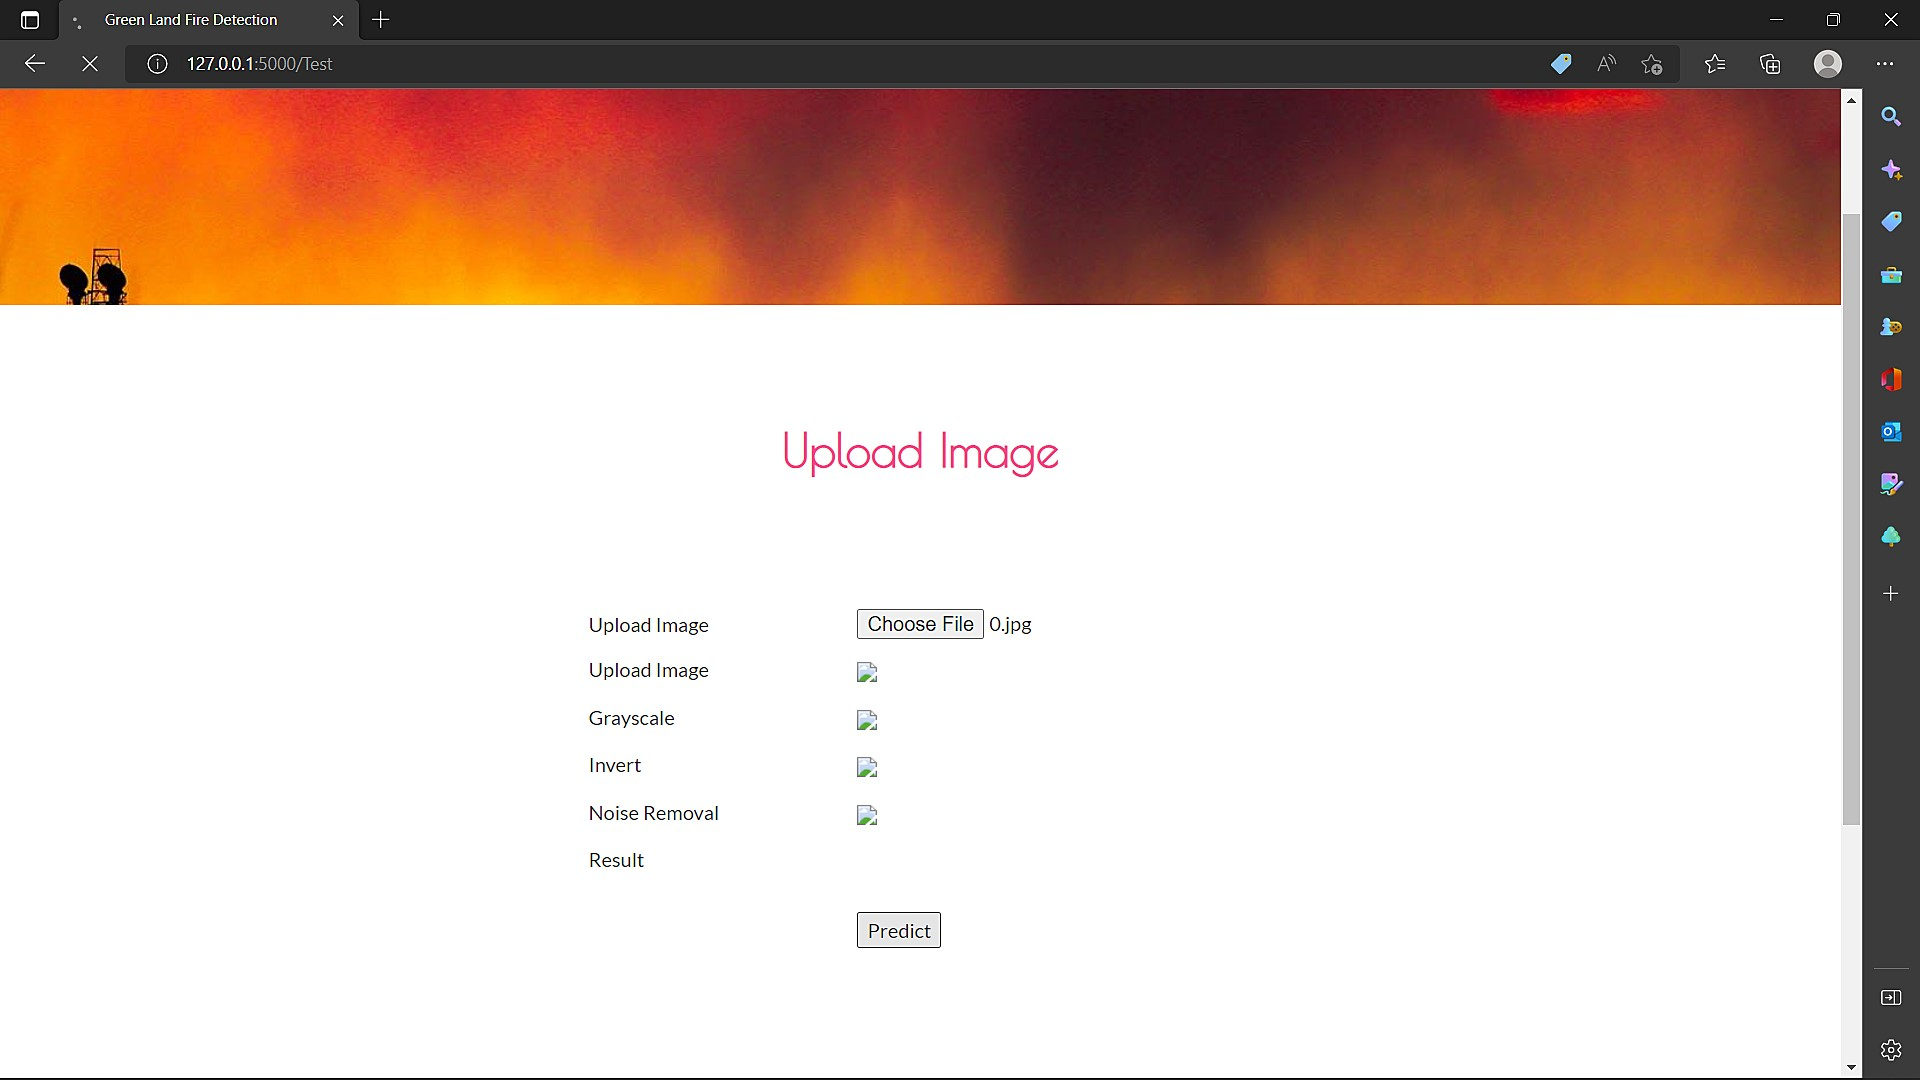 Green Land Fire Detection
127.0.0.1:5000/Test
Upload Image
Upload Image Choose File 0.jpg
Upload Image
Grayscale
Invert
Noise Removal
Result
Predict